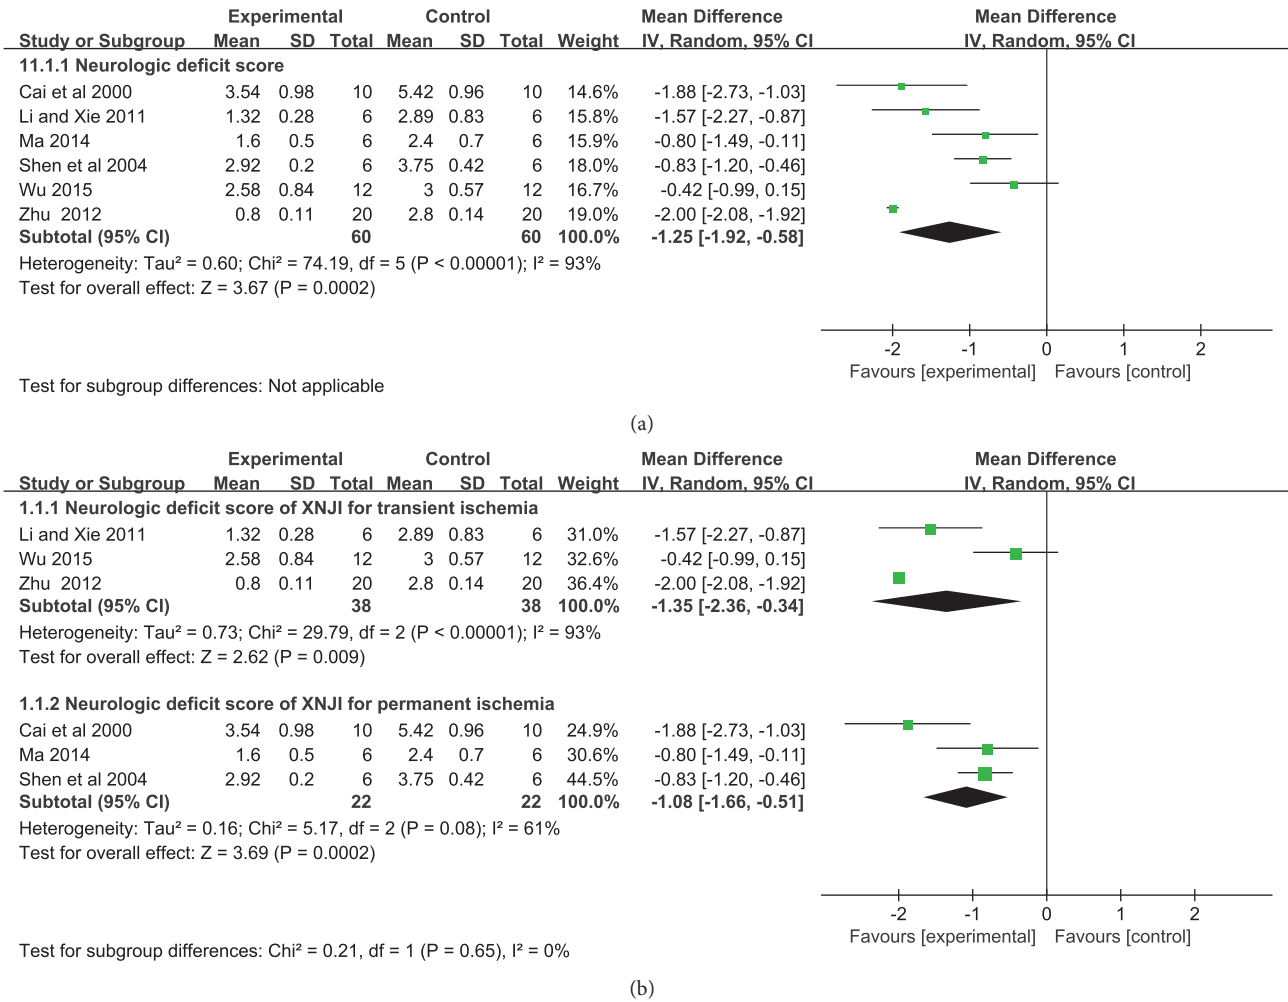 Experimental Control Mean Difference Mean Difference
Study or Subgroup Mean SD Total Mean SD Total Weight IV, Random, 95% CI IV, Random, 95% CI
11.1.1 Neurologic deficit score
Cai et al 2000 3.54 0.98 10 5.42 0.96 10 14.6% -1.88 [-2.73, -1.03]
Li and Xie 2011 1.32 0.28 6 2.89 0.83 6 15.8% -1.57 [-2.27, -0.87]
Ma 2014 1.6 0.5 6 2.4 0.7 6 15.9% -0.80 [-1.49, -0.11]
Shen et al 2004 2.92 0.2 6 3.75 0.42 6 18.0% -0.83 [-1.20, -0.46]
Wu 2015 2.58 0.84 12 3 0.57 12 16.7% -0.42 [-0.99, 0.15]
Zhu 2012 0.8 0.11 20 2.8 0.14 20 19.0% -2.00 [-2.08, -1.92]
Subtotal (95% CI) 60 60 100.0% -1.25 [-1.92, -0.58]
Heterogeneity: Tau² = 0.60; Chi² = 74.19, df = 5 (P < 0.00001); I² = 93%
Test for overall effect: Z = 3.67 (P = 0.0002)
-2 -1 0 1 2
Favours [experimental] Favours [control]
Test for subgroup differences: Not applicable
(a)
Experimental Control Mean Difference Mean Difference
Study or Subgroup Mean SD Total Mean SD Total Weight IV, Random, 95% CI IV, Random, 95% CI
1.1.1 Neurologic deficit score of XNJI for transient ischemia
Li and Xie 2011 1.32 0.28 6 2.89 0.83 6 31.0% -1.57 [-2.27, -0.87]
Wu 2015 2.58 0.84 12 3 0.57 12 32.6% -0.42 [-0.99, 0.15]
Zhu 2012 0.8 0.11 20 2.8 0.14 20 36.4% -2.00 [-2.08, -1.92]
Subtotal (95% CI) 38 38 100.0% -1.35 [-2.36, -0.34]
Heterogeneity: Tau² = 0.73; Chi² = 29.79, df = 2 (P < 0.00001); I² = 93%
Test for overall effect: Z = 2.62 (P = 0.009)
1.1.2 Neurologic deficit score of XNJI for permanent ischemia
Cai et al 2000 3.54 0.98 10 5.42 0.96 10 24.9% -1.88 [-2.73, -1.03]
Ma 2014 1.6 0.5 6 2.4 0.7 6 30.6% -0.80 [-1.49, -0.11]
Shen et al 2004 2.92 0.2 6 3.75 0.42 6 44.5% -0.83 [-1.20, -0.46]
Subtotal (95% CI) 22 22 100.0% -1.08 [-1.66, -0.51]
Heterogeneity: Tau² = 0.16; Chi² = 5.17, df = 2 (P = 0.08); I² = 61%
Test for overall effect: Z = 3.69 (P = 0.0002)
-2 -1 0 1 2
Favours [experimental] Favours [control]
Test for subgroup differences: Chi² = 0.21, df = 1 (P = 0.65), I² = 0%
(b)